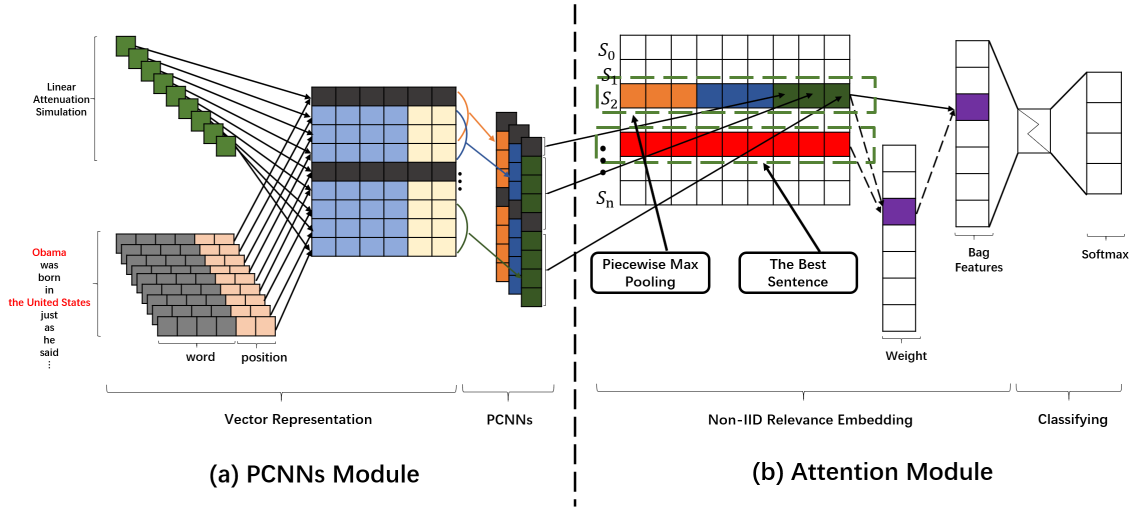 Linear
Attenuation
Simulation
Obama
was
born
in
the United States
just
as
he
said
⋮
word
position
Vector Representation
PCNNs
(a) PCNNs Module
S0
S1
S2
Sn
Piecewise Max
Pooling
The Best
Sentence
Weight
Bag
Features
Softmax
Non-IID Relevance Embedding
Classifying
(b) Attention Module